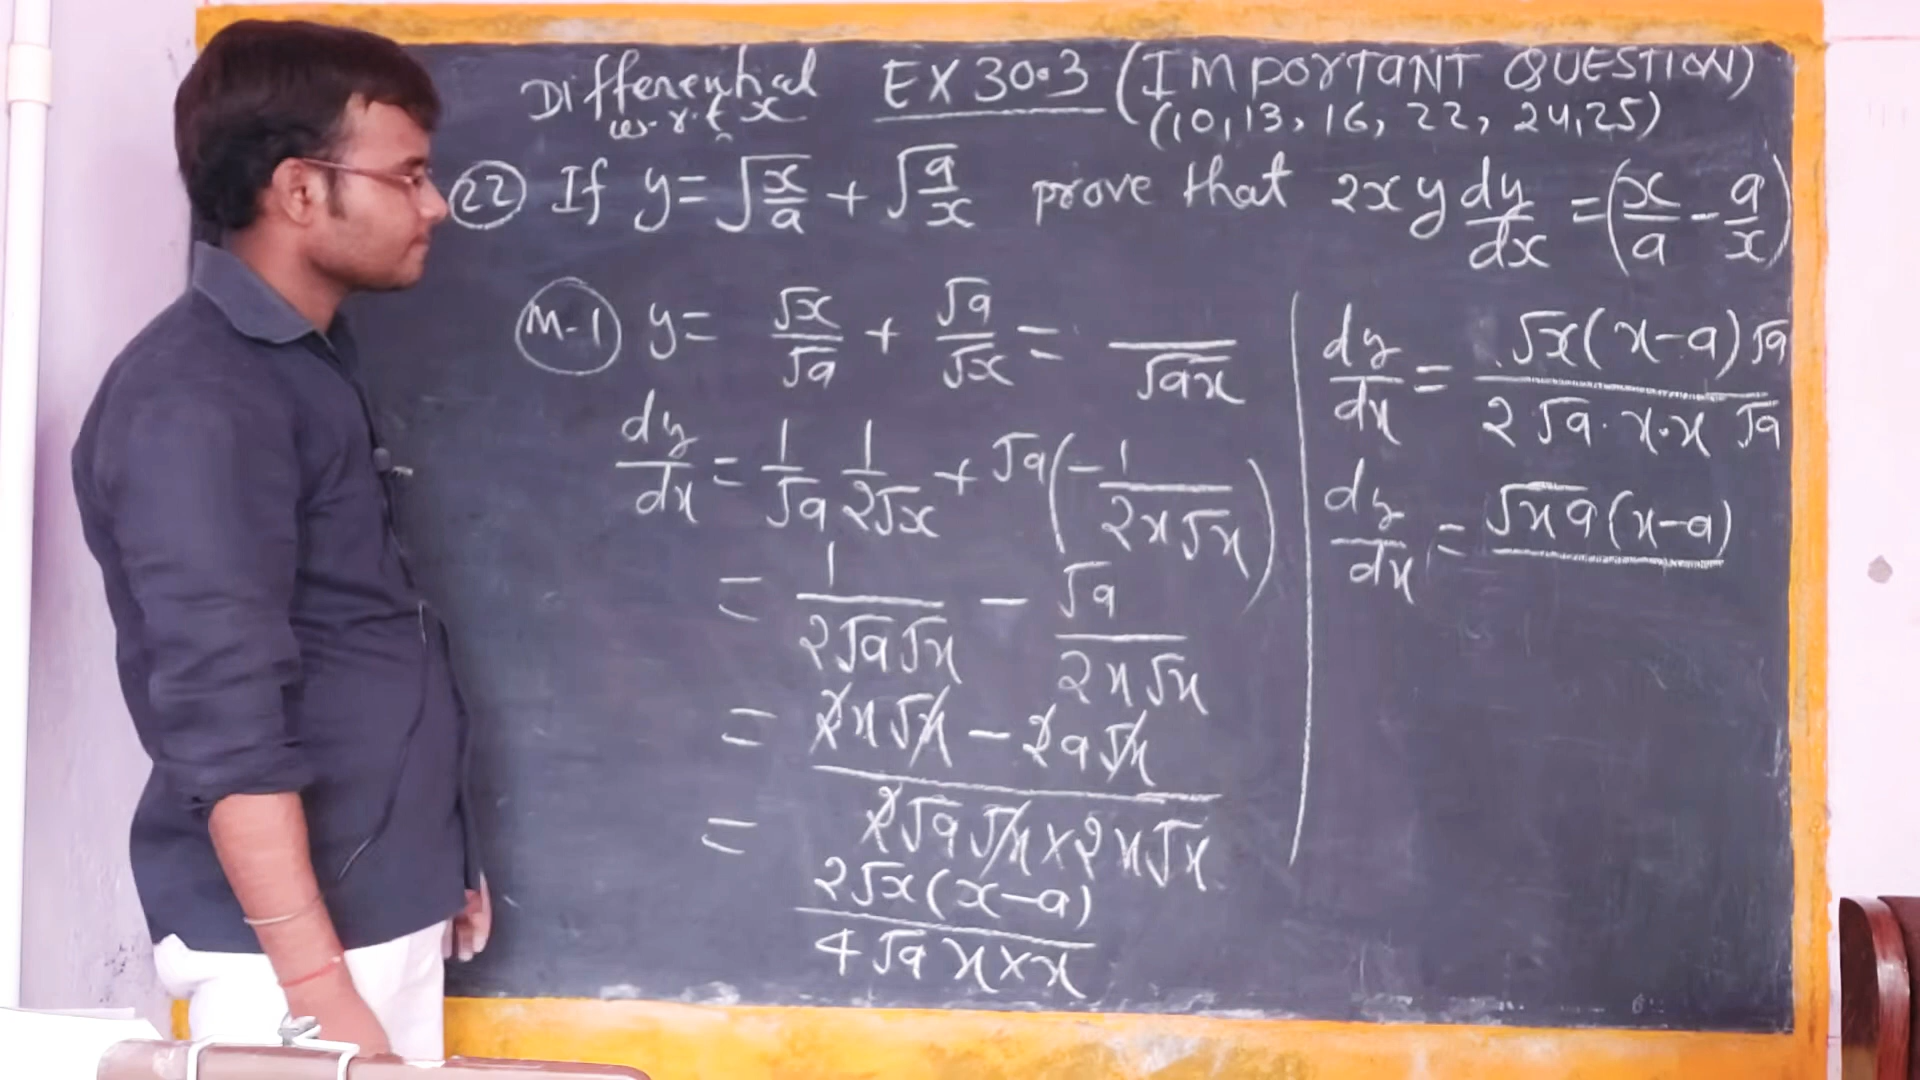 Differential EX 30.3 (IMPORTANT QUESTION)
w.r.t x (10, 13, 16, 22, 24, 25)
(22) If y = √(x/a) + √(a/x) prove that 2xy dy/dx = (x/a - a/x)
M-1 y = √x/√a + √a/√x = /√ax
dy/dx = 1/√a 1/2√x + √a(-1/2x√x)
= 1/2√a√x - √a/2x√x
= 2x√x - 2a√x
= 2√a√x × 2x√x
2√x(x-a)
4√a x × x
dy/dx = √x(x-a)√a / 2√a·x·x √a
dy/dx = √xa(x-a)